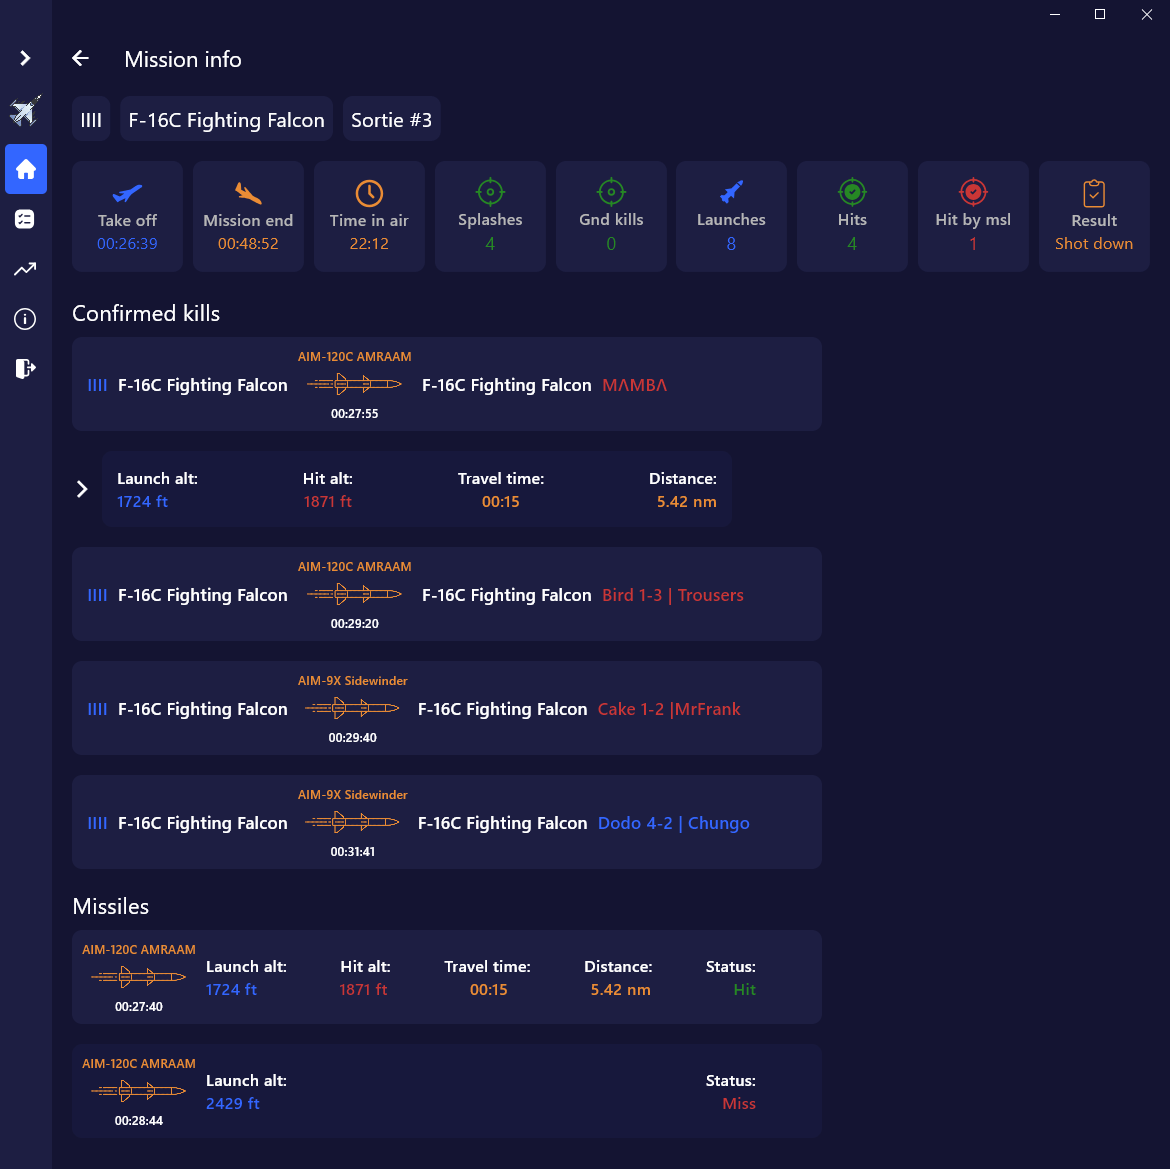 Mission info
IIII
F-16C Fighting Falcon
Sortie #3
Take off
00:26:39
Mission end
00:48:52
Time in air
22:12
Splashes
4
Gnd kills
0
Launches
8
Hits
4
Hit by msl
1
Result
Shot down
Confirmed kills
AIM-120C AMRAAM
IIII F-16C Fighting Falcon F-16C Fighting Falcon MΛMBΛ
00:27:55
Launch alt: Hit alt: Travel time: Distance:
1724 ft 1871 ft 00:15 5.42 nm
AIM-120C AMRAAM
IIII F-16C Fighting Falcon F-16C Fighting Falcon Bird 1-3 | Trousers
00:29:20
AIM-9X Sidewinder
IIII F-16C Fighting Falcon F-16C Fighting Falcon Cake 1-2 |MrFrank
00:29:40
AIM-9X Sidewinder
IIII F-16C Fighting Falcon F-16C Fighting Falcon Dodo 4-2 | Chungo
00:31:41
Missiles
AIM-120C AMRAAM
Launch alt: Hit alt: Travel time: Distance: Status:
1724 ft 1871 ft 00:15 5.42 nm Hit
00:27:40
AIM-120C AMRAAM
Launch alt: Status:
2429 ft Miss
00:28:44